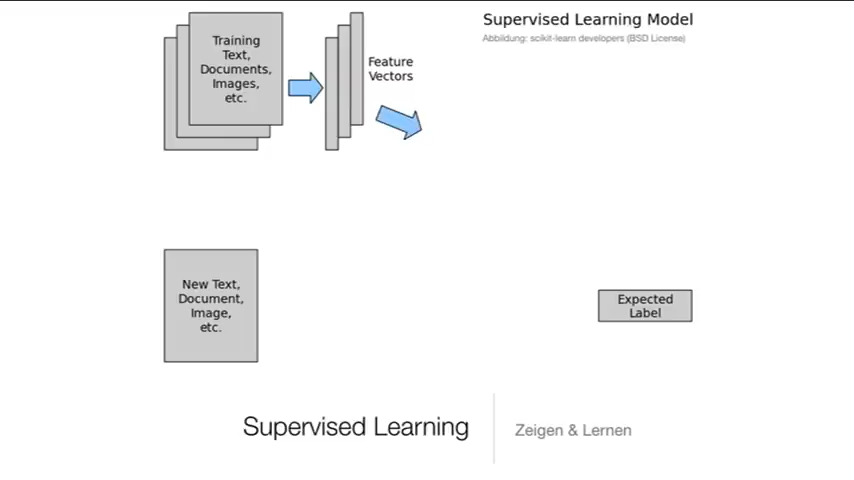 Supervised Learning Model
Abbildung: scikit-learn developers (BSD License)
Training
Text,
Documents,
Images,
etc.
Feature
Vectors
New Text,
Document,
Image,
etc.
Expected
Label
Supervised Learning
Zeigen & Lernen